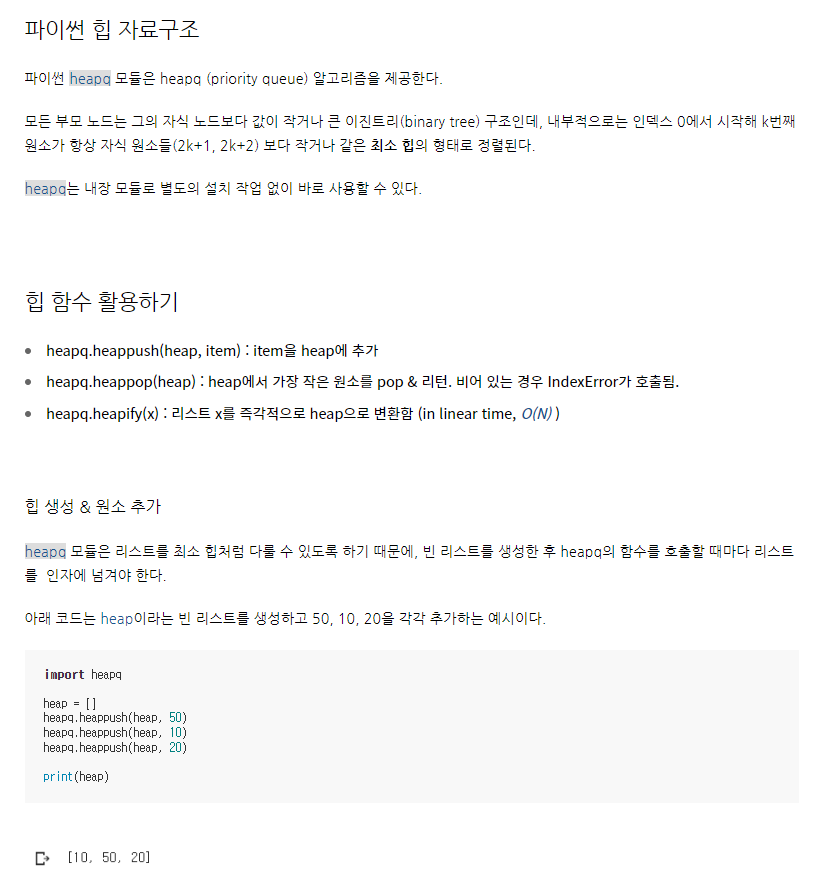 파이썬 힙 자료구조
파이썬 heapq 모듈은 heapq (priority queue) 알고리즘을 제공한다.
모든 부모 노드는 그의 자식 노드보다 값이 작거나 큰 이진트리(binary tree) 구조인데, 내부적으로는 인덱스 0에서 시작해 k번째
원소가 항상 자식 원소들(2k+1, 2k+2) 보다 작거나 같은 최소 힙의 형태로 정렬된다.
heapq는 내장 모듈로 별도의 설치 작업 없이 바로 사용할 수 있다.
힙 함수 활용하기
• heapq.heappush(heap, item) : item을 heap에 추가
• heapq.heappop(heap) : heap에서 가장 작은 원소를 pop & 리턴. 비어 있는 경우 IndexError가 호출됨.
• heapq.heapify(x) : 리스트 x를 즉각적으로 heap으로 변환함 (in linear time, O(N) )
힙 생성 & 원소 추가
heapq 모듈은 리스트를 최소 힙처럼 다룰 수 있도록 하기 때문에, 빈 리스트를 생성한 후 heapq의 함수를 호출할 때마다 리스트
를 인자에 넘겨야 한다.
아래 코드는 heap이라는 빈 리스트를 생성하고 50, 10, 20을 각각 추가하는 예시이다.
import heapq
heap = []
heapq.heappush(heap, 50)
heapq.heappush(heap, 10)
heapq.heappush(heap, 20)
print(heap)
[10, 50, 20]